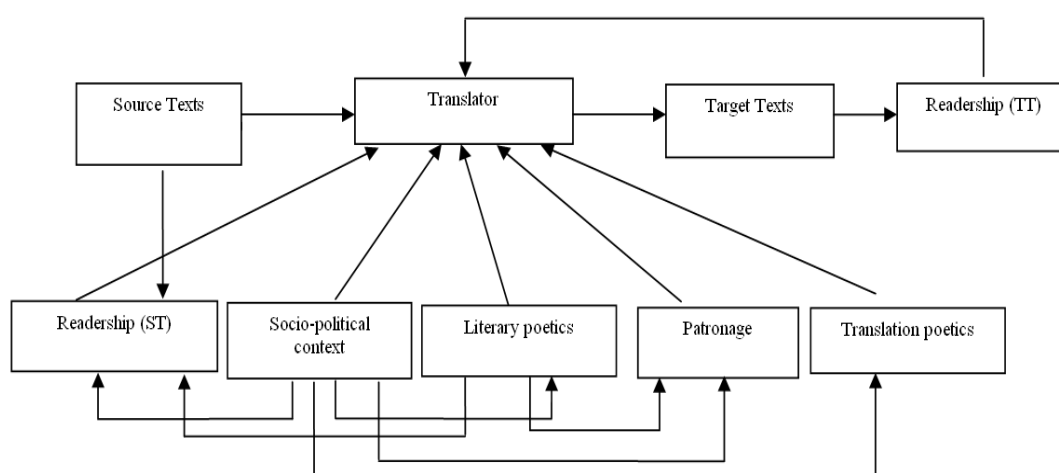 Source Texts
Translator
Target Texts
Readership (TT)
Readership (ST)
Socio-political
context
Literary poetics
Patronage
Translation poetics